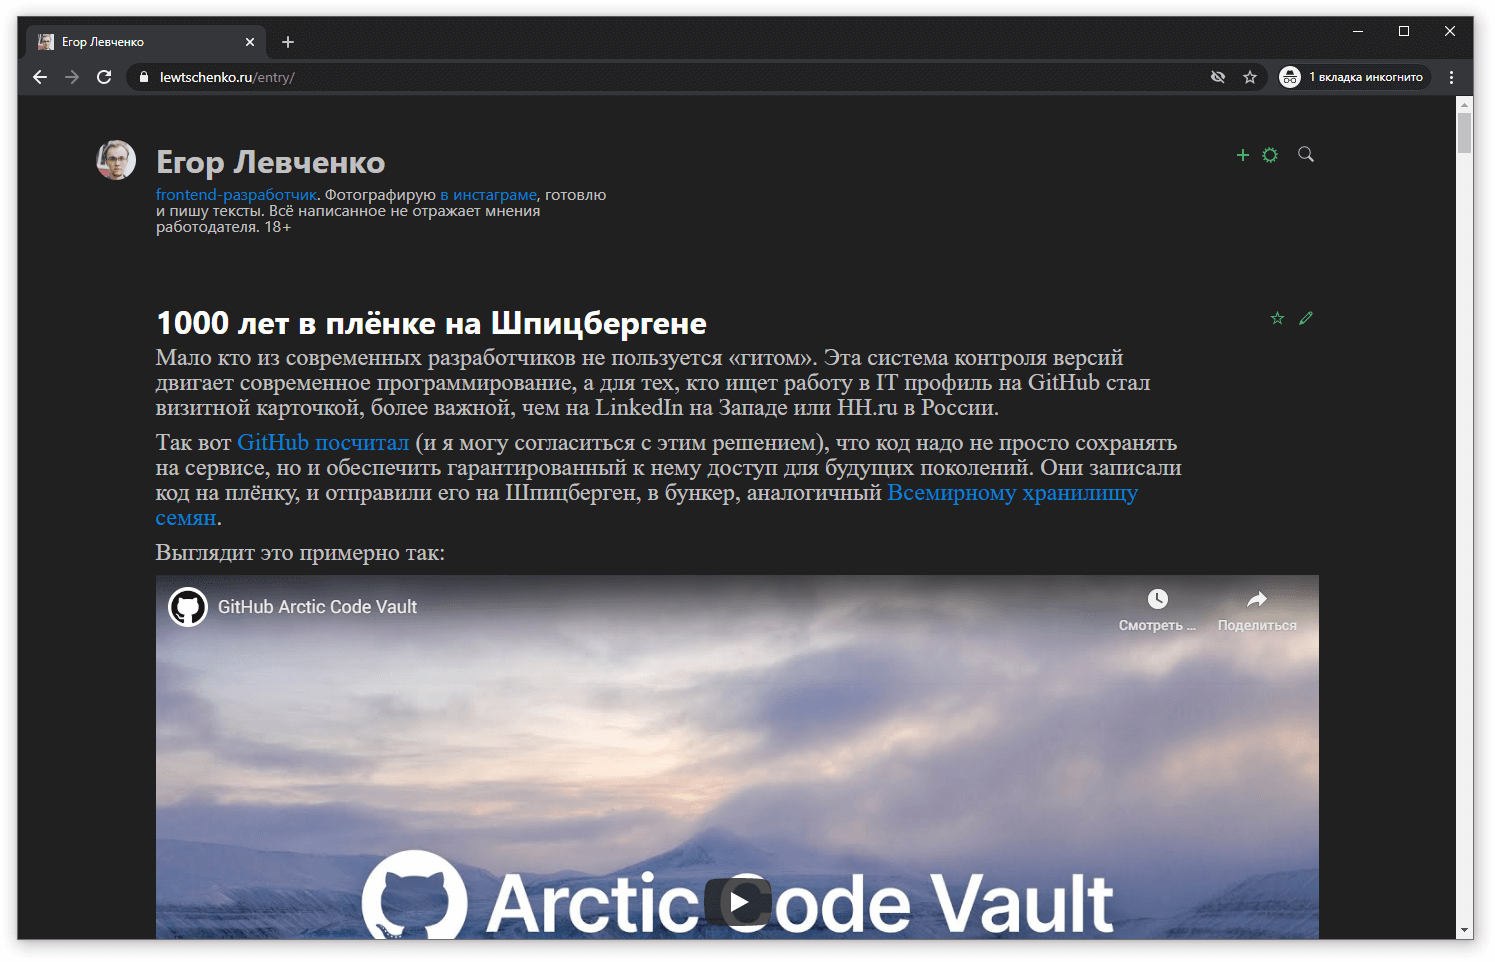 Егор Левченко
lewtschenko.ru/entry/
1 вкладка инкогнито
Егор Левченко
frontend-разработчик. Фотографирую в инстаграме, готовлю
и пишу тексты. Всё написанное не отражает мнения
работодателя. 18+
1000 лет в плёнке на Шпицбергене
Мало кто из современных разработчиков не пользуется «гитом». Эта система контроля версий
двигает современное программирование, а для тех, кто ищет работу в IT профиль на GitHub стал
визитной карточкой, более важной, чем на LinkedIn на Западе или HH.ru в России.
Так вот GitHub посчитал (и я могу согласиться с этим решением), что код надо не просто сохранять
на сервисе, но и обеспечить гарантированный к нему доступ для будущих поколений. Они записали
код на плёнку, и отправили его на Шпицберген, в бункер, аналогичный Всемирному хранилищу
семян.
Выглядит это примерно так:
GitHub Arctic Code Vault
Смотреть ...
Поделиться
Arctic Code Vault